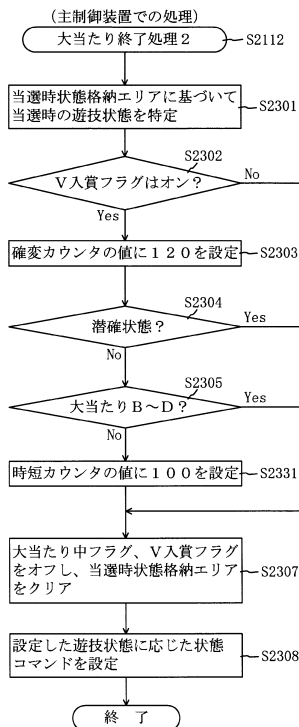 （主制御装置での処理）
大当たり終了処理２
S2112
当選時状態格納エリアに基づいて
当選時の遊技状態を特定
S2301
S2302
Ｖ入賞フラグはオン？
No
Yes
確変カウンタの値に１２０を設定
S2303
S2304
潜確状態？
Yes
No
S2305
大当たりＢ～Ｄ？
Yes
No
時短カウンタの値に１００を設定
S2331
大当たり中フラグ、Ｖ入賞フラグ
をオフし、当選時状態格納エリア
をクリア
S2307
設定した遊技状態に応じた状態
コマンドを設定
S2308
終 了